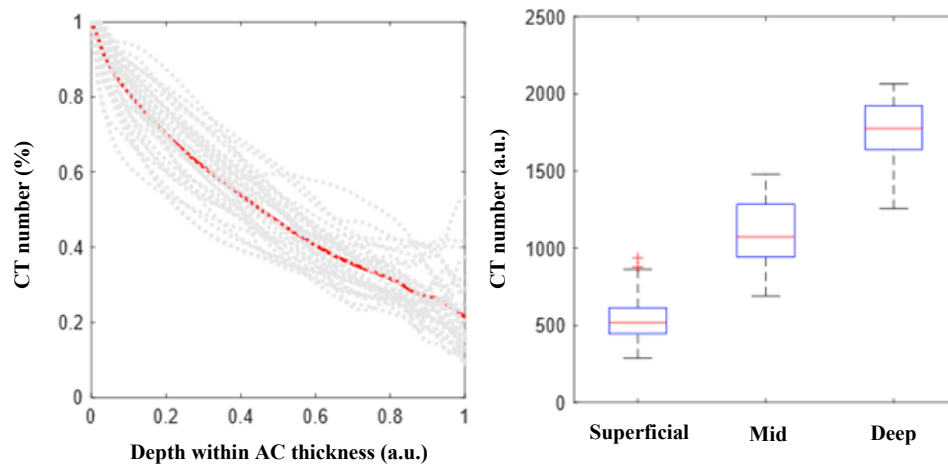 1
0.8
0.6
0.4
0.2
0
0 0.2 0.4 0.6 0.8 1
CT number (%)
Depth within AC thickness (a.u.)
2500
2000
1500
1000
500
0
CT number (a.u.)
Superficial Mid Deep